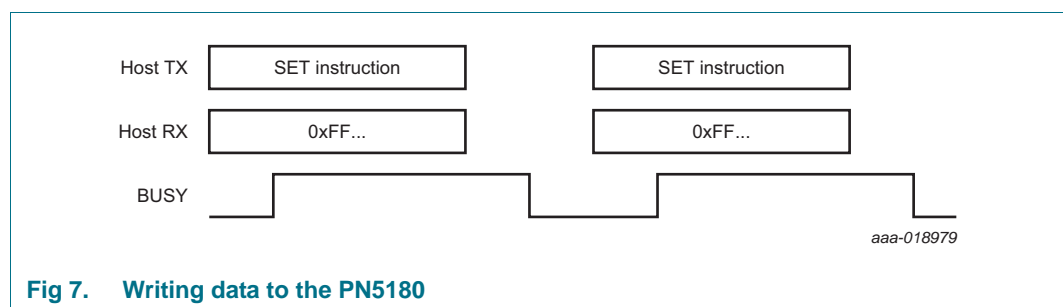 Host TX SET instruction SET instruction
Host RX 0xFF... 0xFF...
BUSY
aaa-018979
Fig 7. Writing data to the PN5180